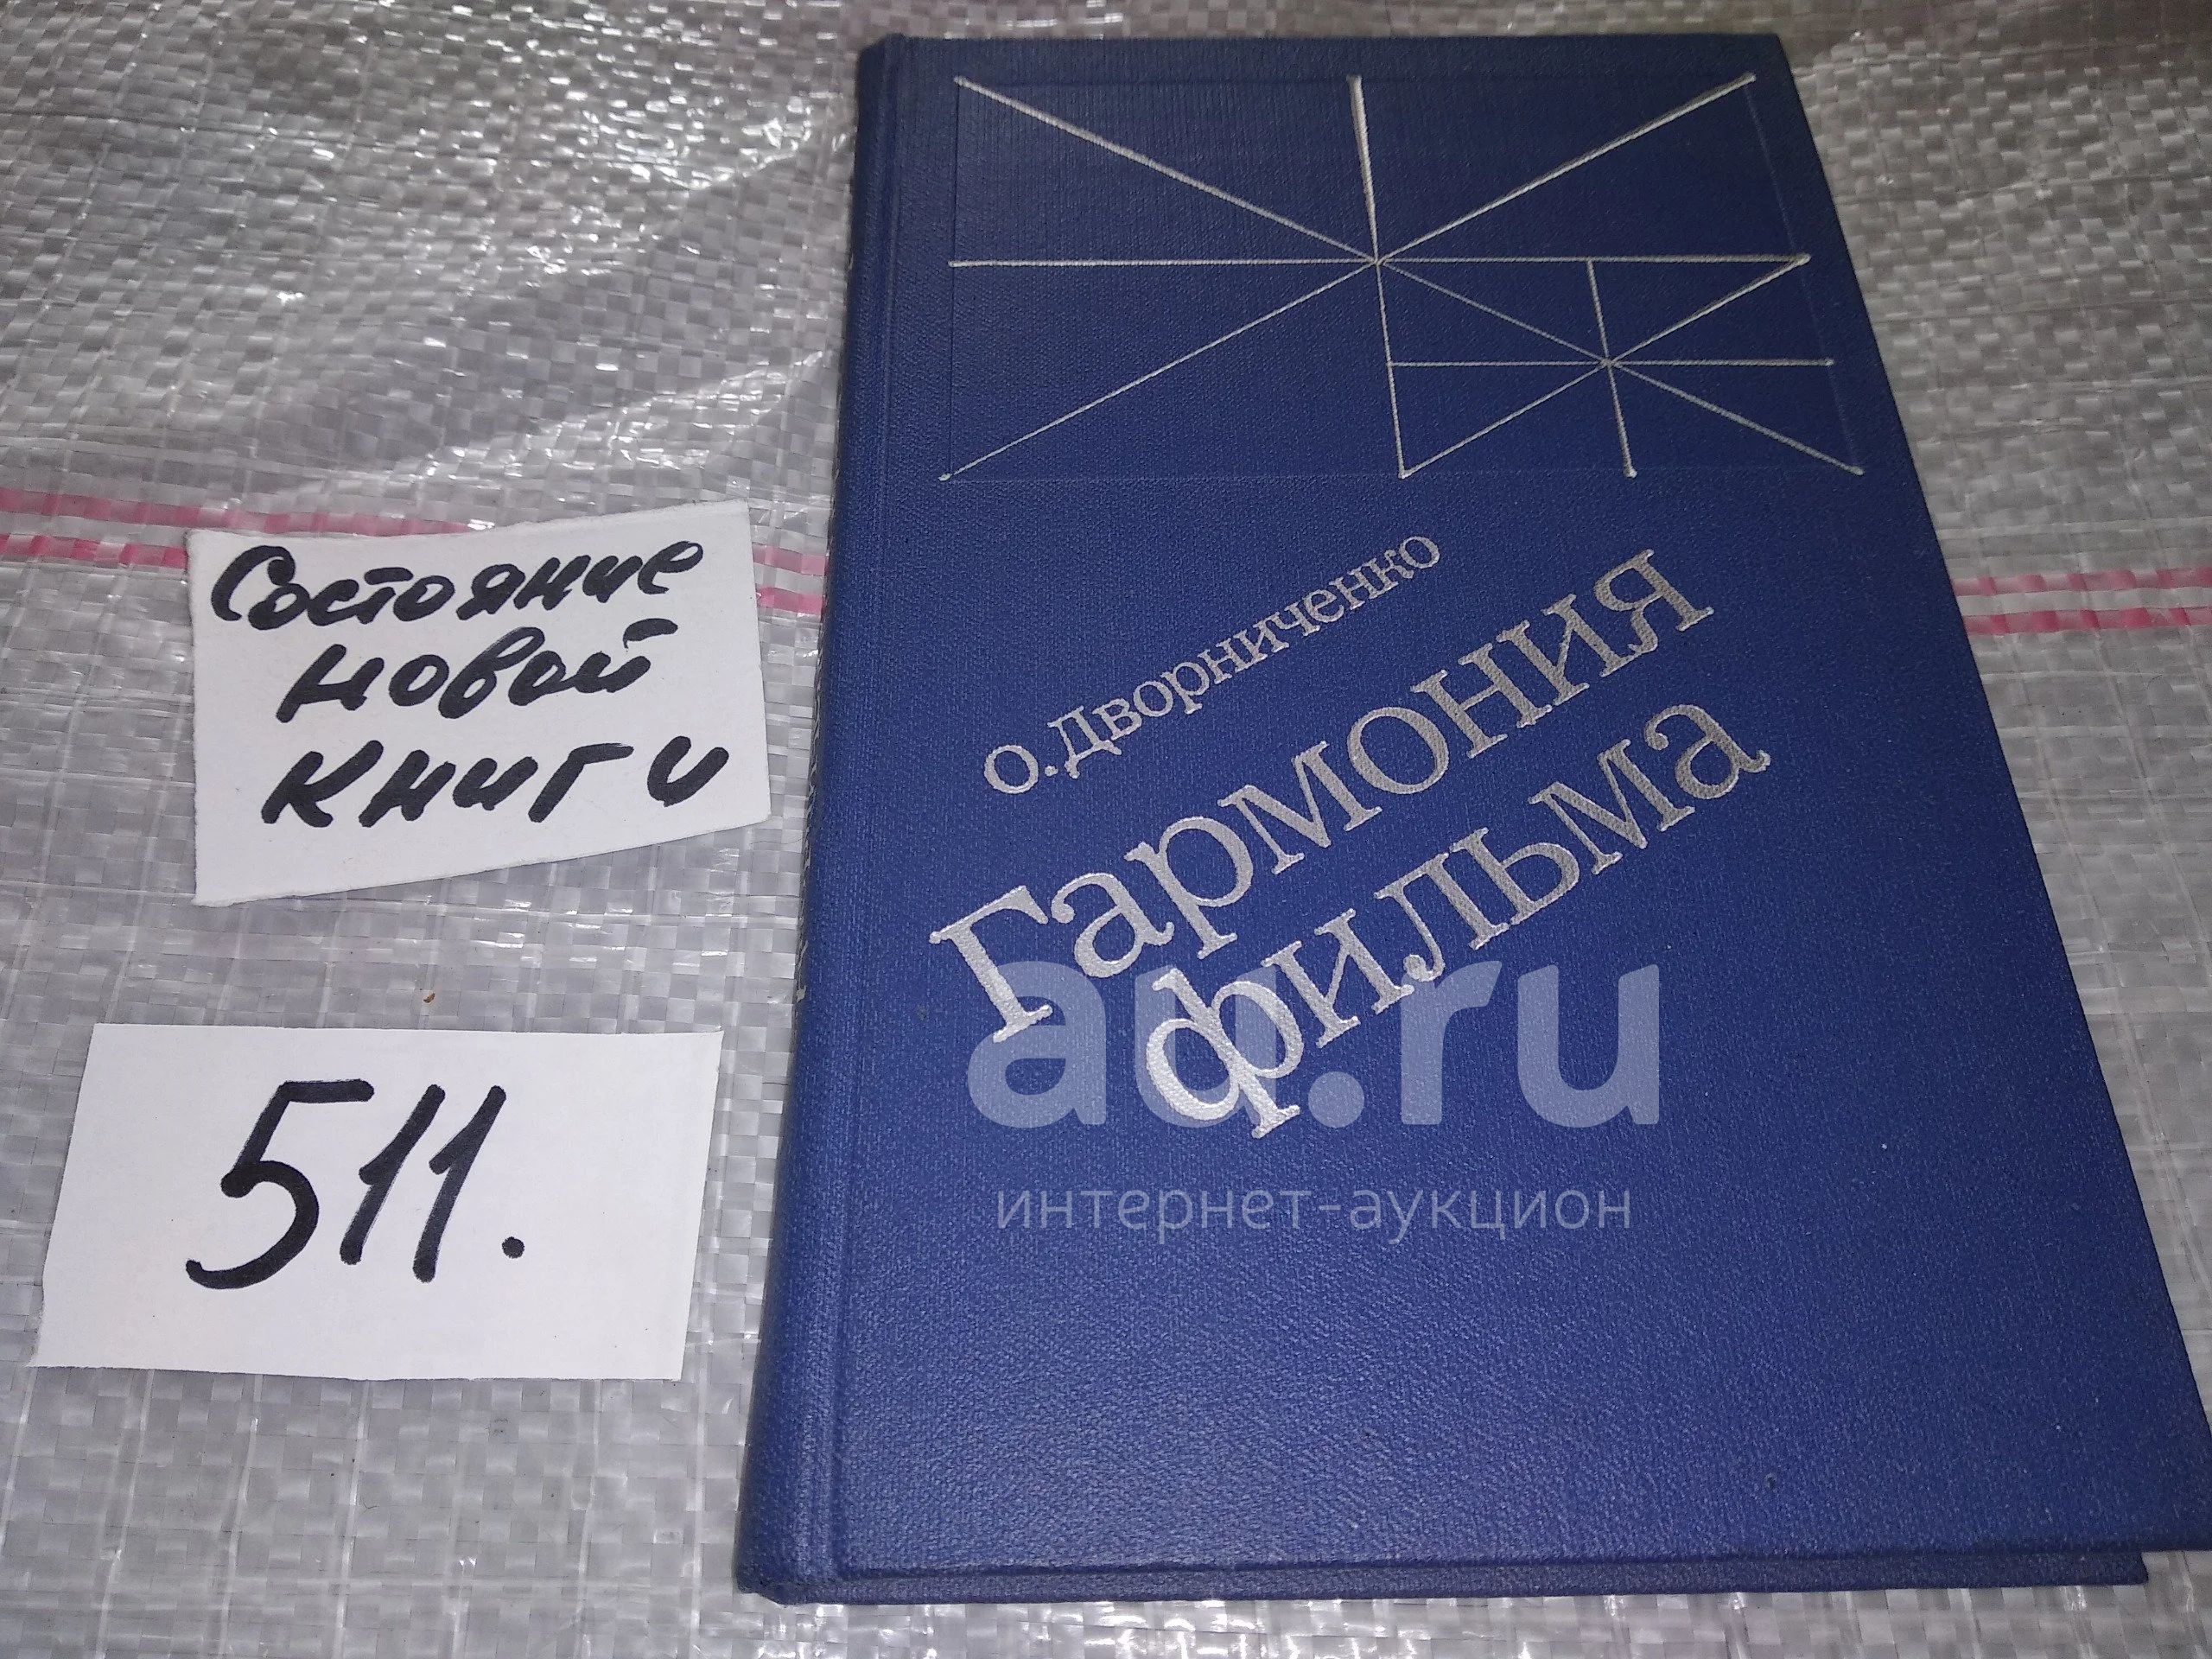 Состояние
новой
книги
511.
О.Дворниченко
Гармония
фильма
au.ru
интернет-аукцион